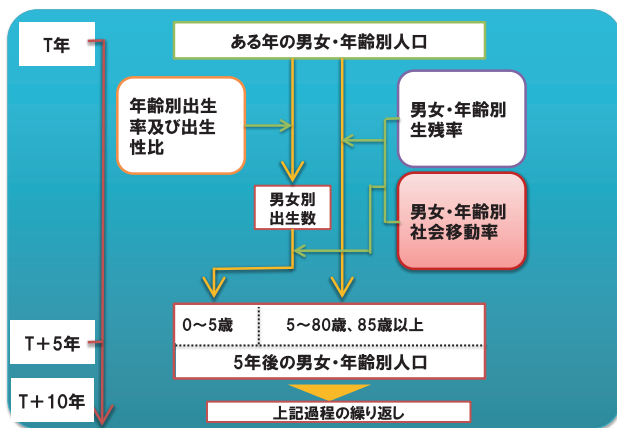 T年
ある年の男女・年齢別人口
年齢別出生
率及び出生
性比
男女・年齢別
生残率
男女別
出生数
男女・年齢別
社会移動率
0～5歳
5～80歳、85歳以上
T＋5年
5年後の男女・年齢別人口
T＋10年
上記過程の繰り返し